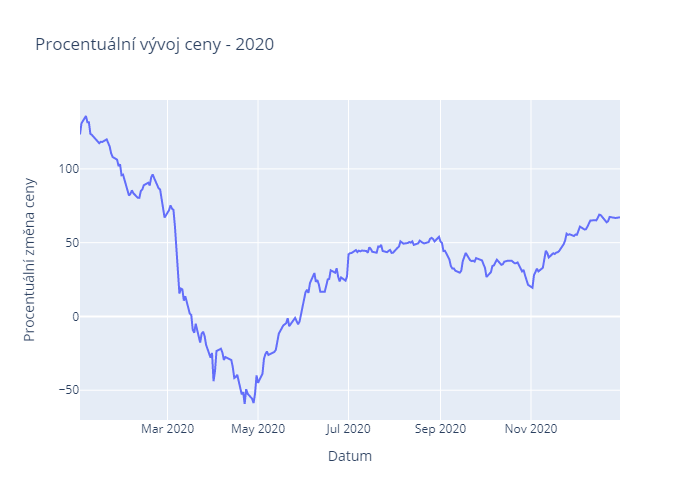 Procentuální vývoj ceny - 2020
Procentuální změna ceny
100
50
0
−50
Mar 2020
May 2020
Jul 2020
Sep 2020
Nov 2020
Datum